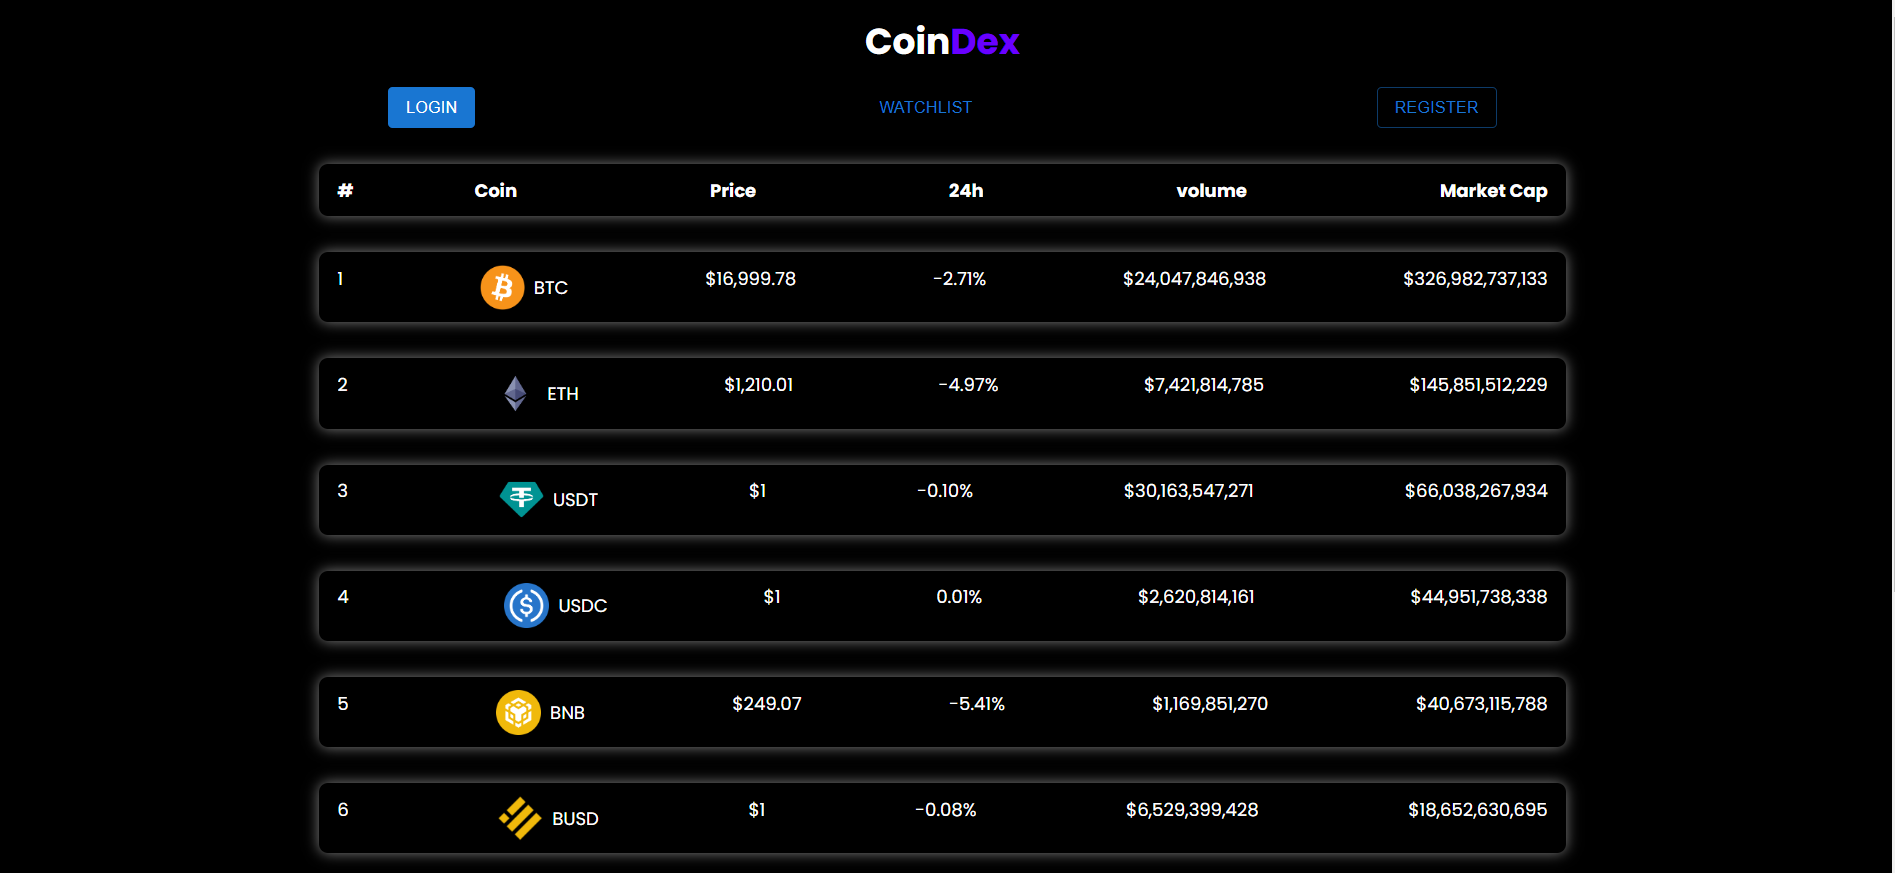 CoinDex
LOGIN WATCHLIST REGISTER
# Coin Price 24h volume Market Cap
1 BTC $16,999.78 -2.71% $24,047,846,938 $326,982,737,133
2 ETH $1,210.01 -4.97% $7,421,814,785 $145,851,512,229
3 USDT $1 -0.10% $30,163,547,271 $66,038,267,934
4 USDC $1 0.01% $2,620,814,161 $44,951,738,338
5 BNB $249.07 -5.41% $1,169,851,270 $40,673,115,788
6 BUSD $1 -0.08% $6,529,399,428 $18,652,630,695